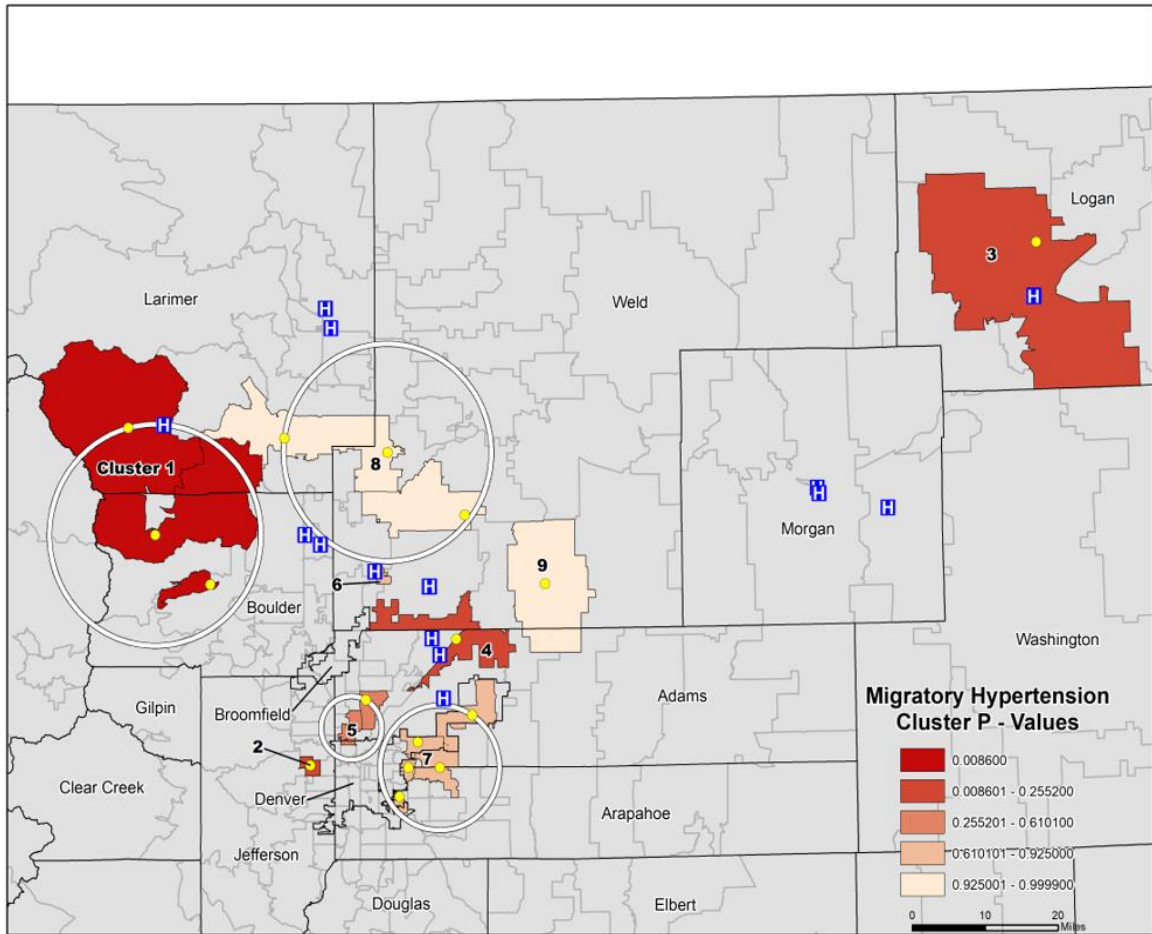 Logan
3
H
Larimer
H
H
Weld
H
Cluster 1
8
H
H
Morgan
H
H
H
H
6
H
H
9
Boulder
H
H
4
Washington
Gilpin
Broomfield
H
Adams
5
2
7
Clear Creek
Denver
Arapahoe
Jefferson
Douglas
Elbert
Migratory Hypertension
Cluster P - Values
0.008600
0.008601 - 0.255200
0.255201 - 0.610100
0.610101 - 0.925000
0.925001 - 0.999900
0 10 20
Miles